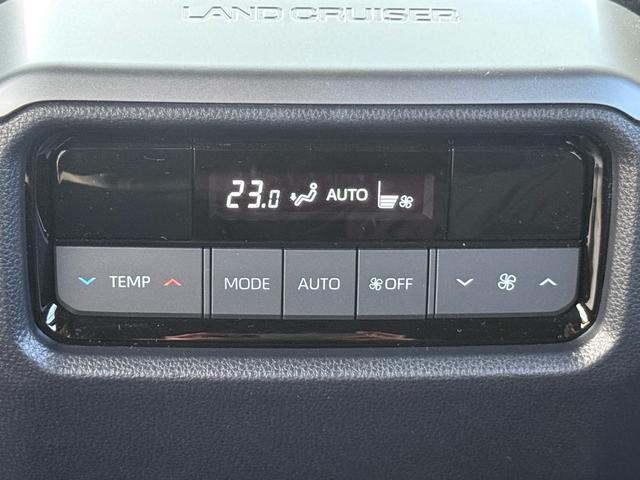 LAND CRUISER
23.0 AUTO
TEMP MODE AUTO OFF